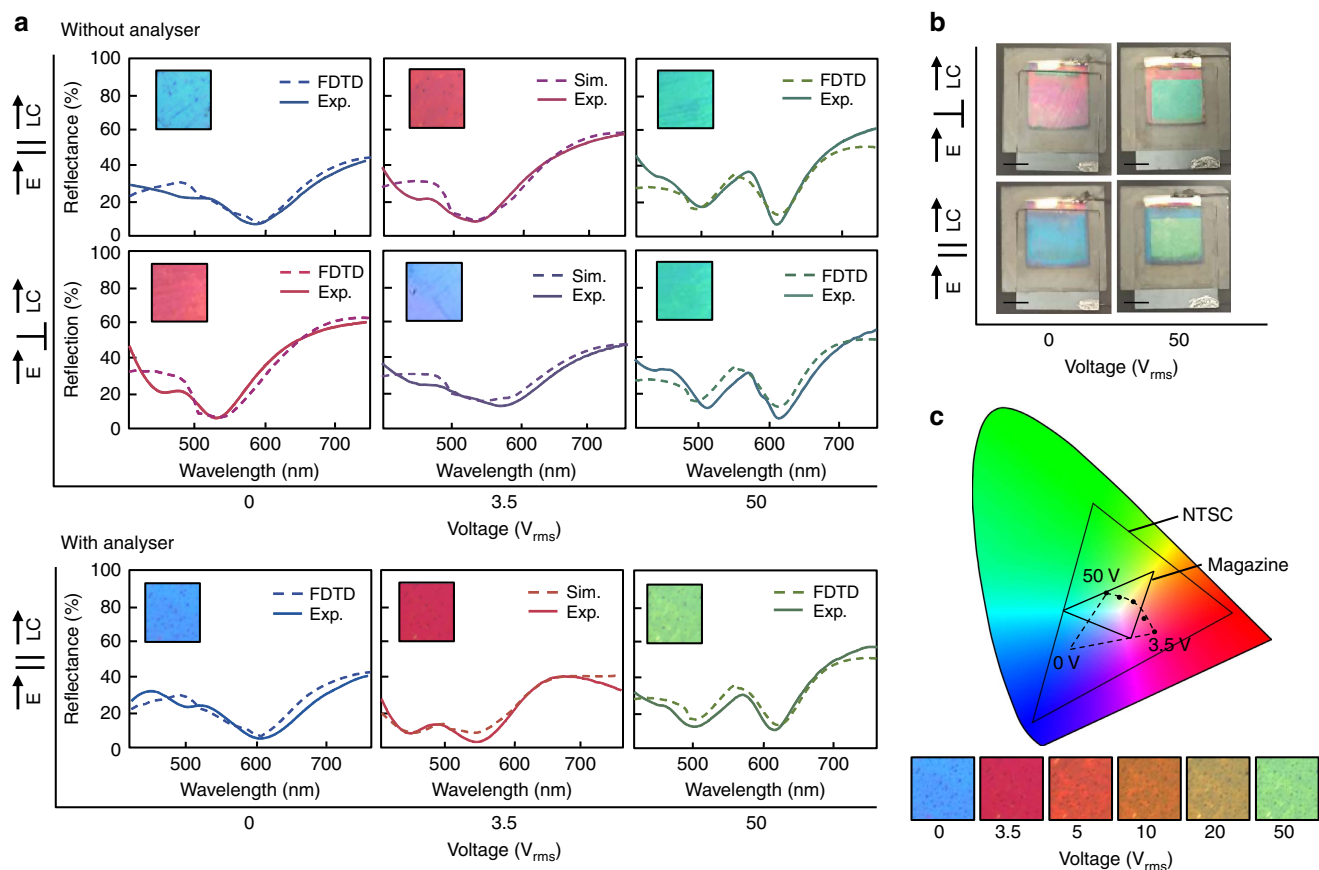 a
Without analyser
E || LC
Reflectance (%)
100
80
60
40
20
0
FDTD
Exp.
Sim.
Exp.
FDTD
Exp.
E ⊥ LC
Reflection (%)
100
80
60
40
20
0
FDTD
Exp.
Sim.
Exp.
FDTD
Exp.
500 600 700
500 600 700
500 600 700
Wavelength (nm)
Wavelength (nm)
Wavelength (nm)
0
3.5
50
Voltage (Vrms)
With analyser
E || LC
Reflectance (%)
100
80
60
40
20
0
FDTD
Exp.
Sim.
Exp.
FDTD
Exp.
500 600 700
500 600 700
500 600 700
Wavelength (nm)
Wavelength (nm)
Wavelength (nm)
0
3.5
50
Voltage (Vrms)
b
E ⊥ LC
E || LC
0
50
Voltage (Vrms)
c
NTSC
Magazine
50 V
0 V
3.5 V
0 3.5 5 10 20 50
Voltage (Vrms)